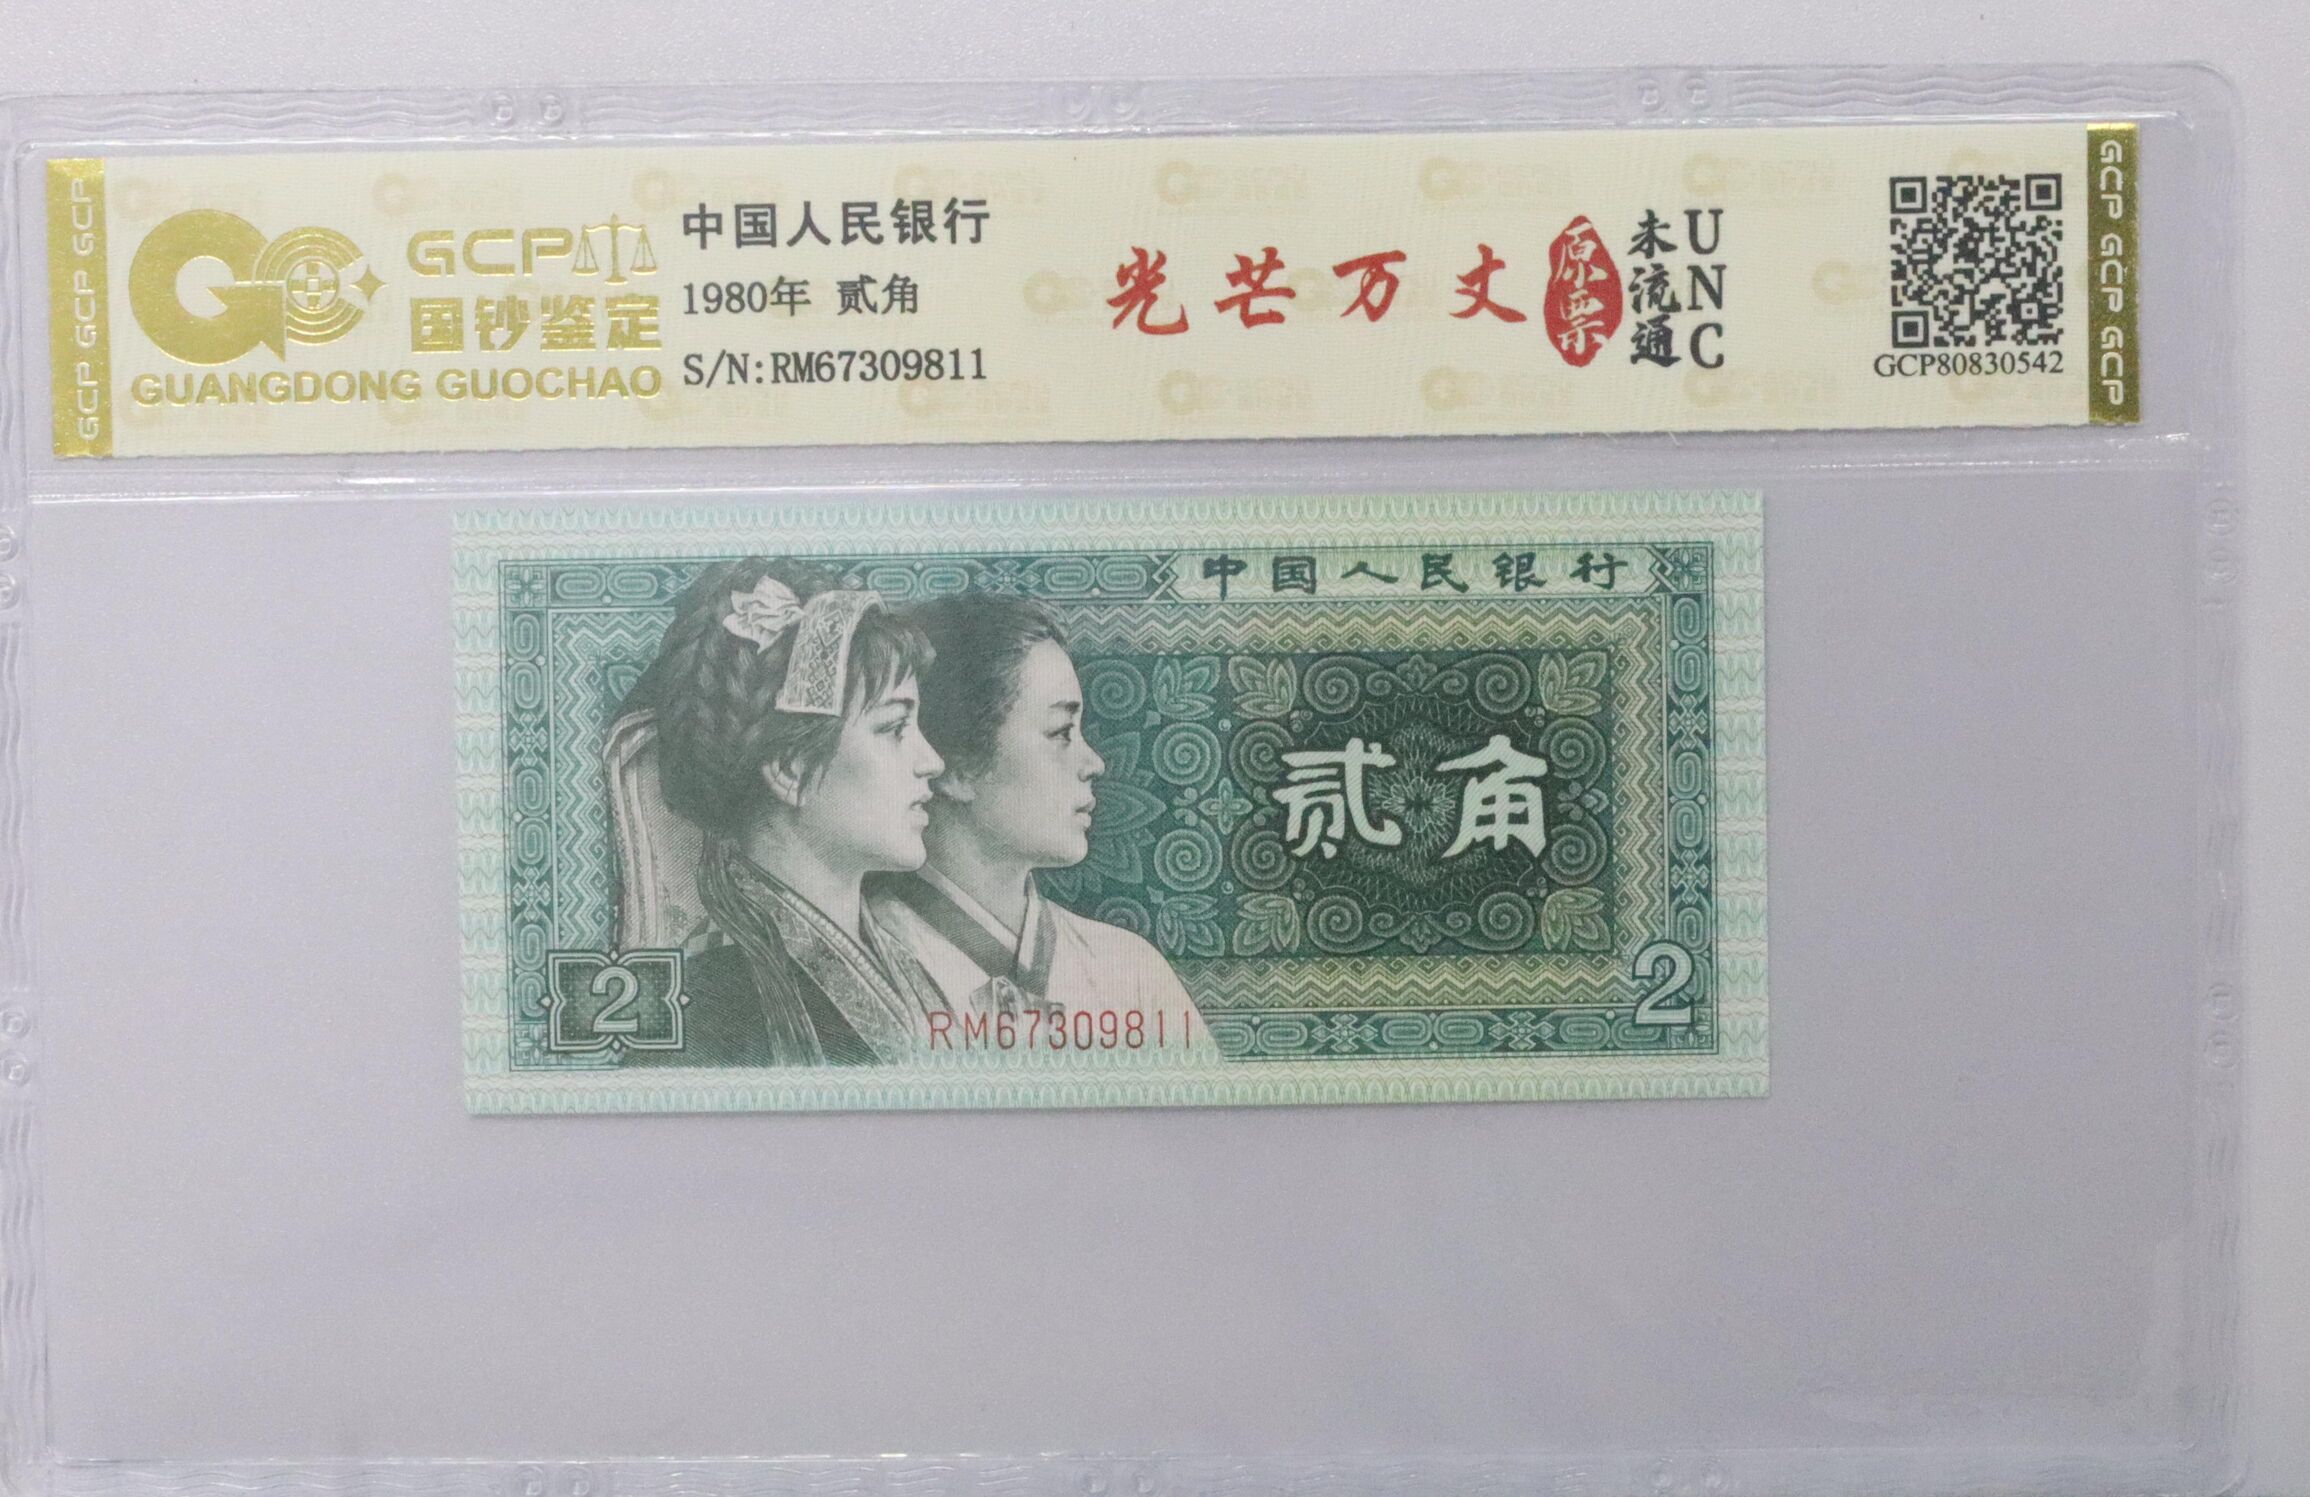 GCP GCP GCP
GCP
国钞鉴定
GUANGDONG GUOCHAO
中国人民银行
1980年 贰角
S/N:RM67309811
光芒万丈
原票
未流通
UNC
GCP80830542
GCP GCP GCP
中国人民银行
贰角
2
RM67309811
2